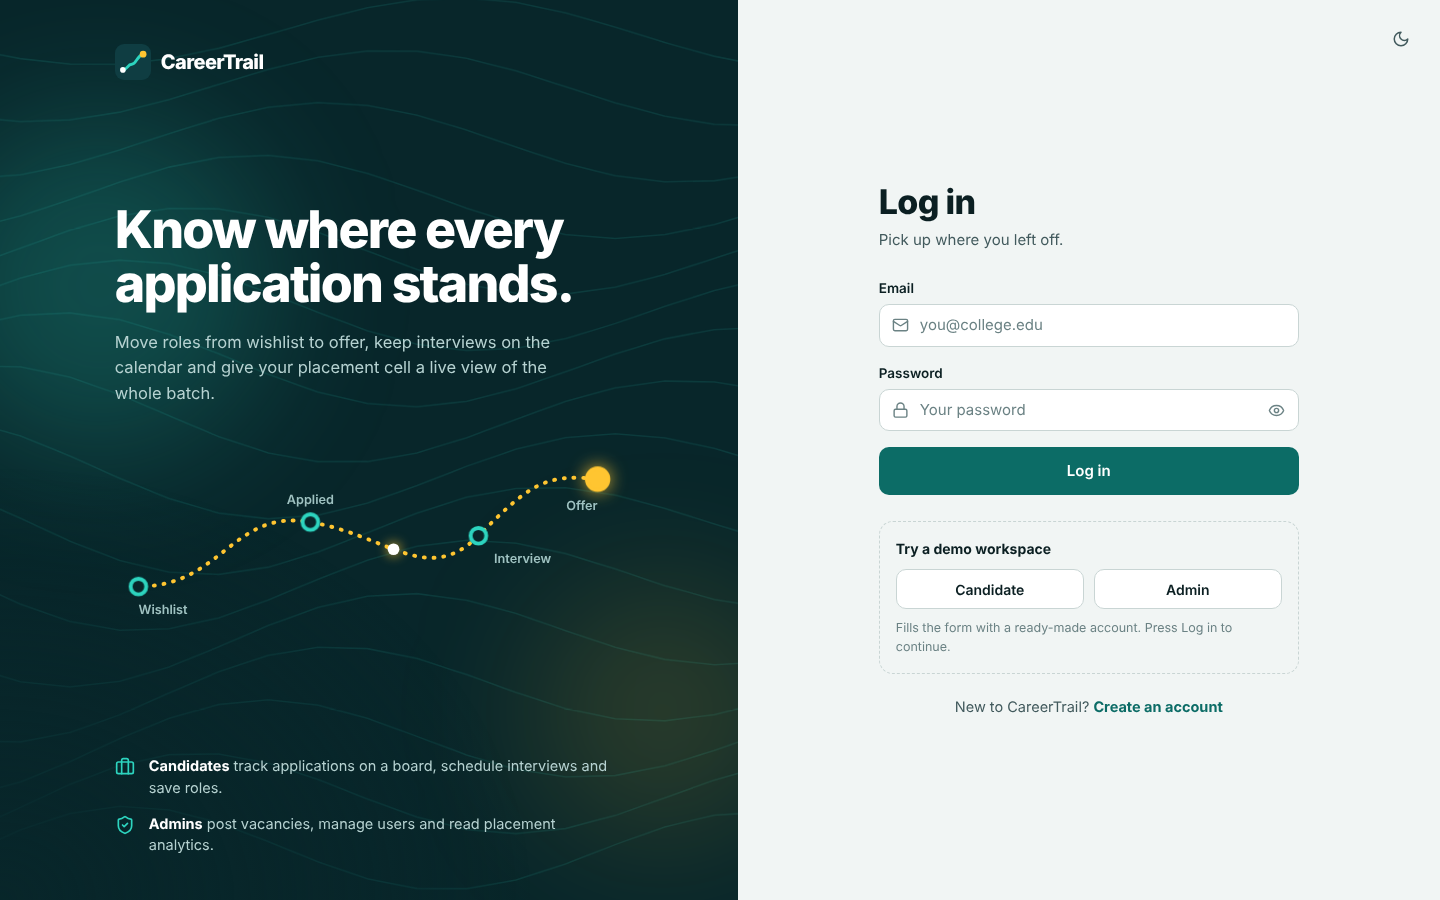 CareerTrail
Know where every
application stands.
Move roles from wishlist to offer, keep interviews on the
calendar and give your placement cell a live view of the
whole batch.
Applied
Offer
Interview
Wishlist
Candidates track applications on a board, schedule interviews and
save roles.
Admins post vacancies, manage users and read placement
analytics.
Log in
Pick up where you left off.
Email
you@college.edu
Password
Your password
Log in
Try a demo workspace
Candidate
Admin
Fills the form with a ready-made account. Press Log in to
continue.
New to CareerTrail? Create an account